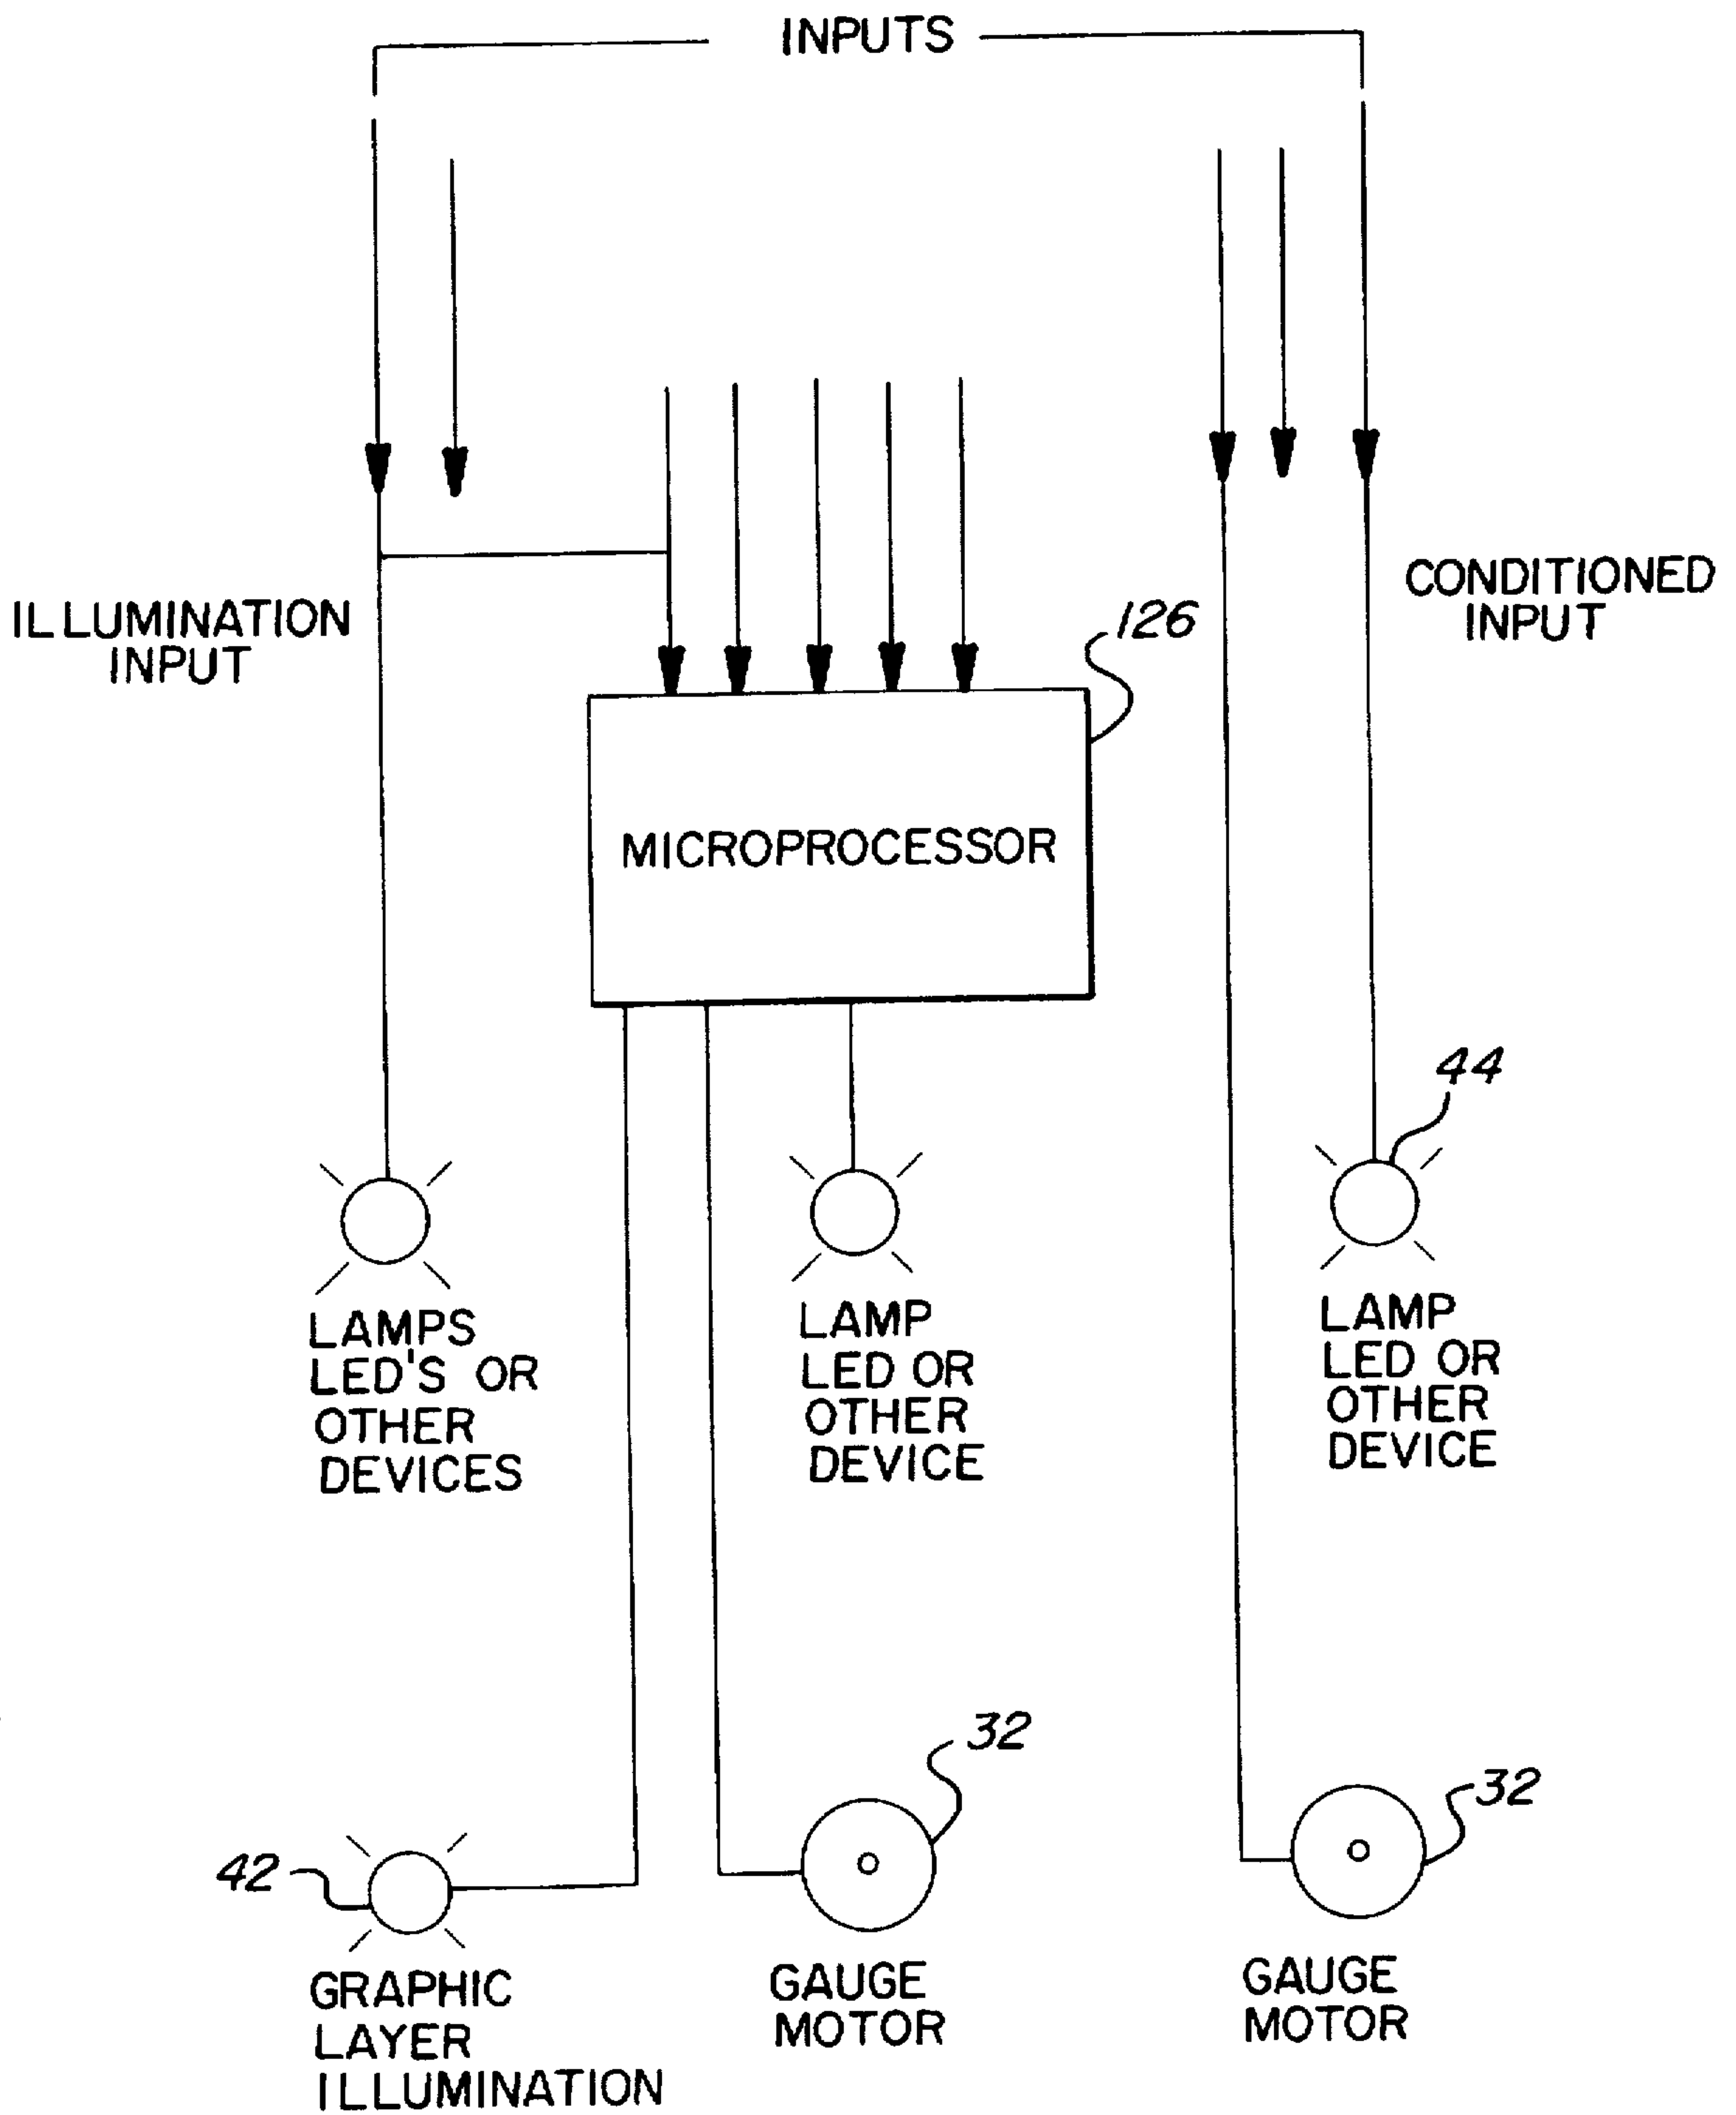 INPUTS
ILLUMINATION
INPUT
CONDITIONED
INPUT
126
MICROPROCESSOR
44
LAMPS
LED'S OR
OTHER
DEVICES
LAMP
LED OR
OTHER
DEVICE
LAMP
LED OR
OTHER
DEVICE
32
32
42
GRAPHIC
LAYER
ILLUMINATION
GAUGE
MOTOR
GAUGE
MOTOR